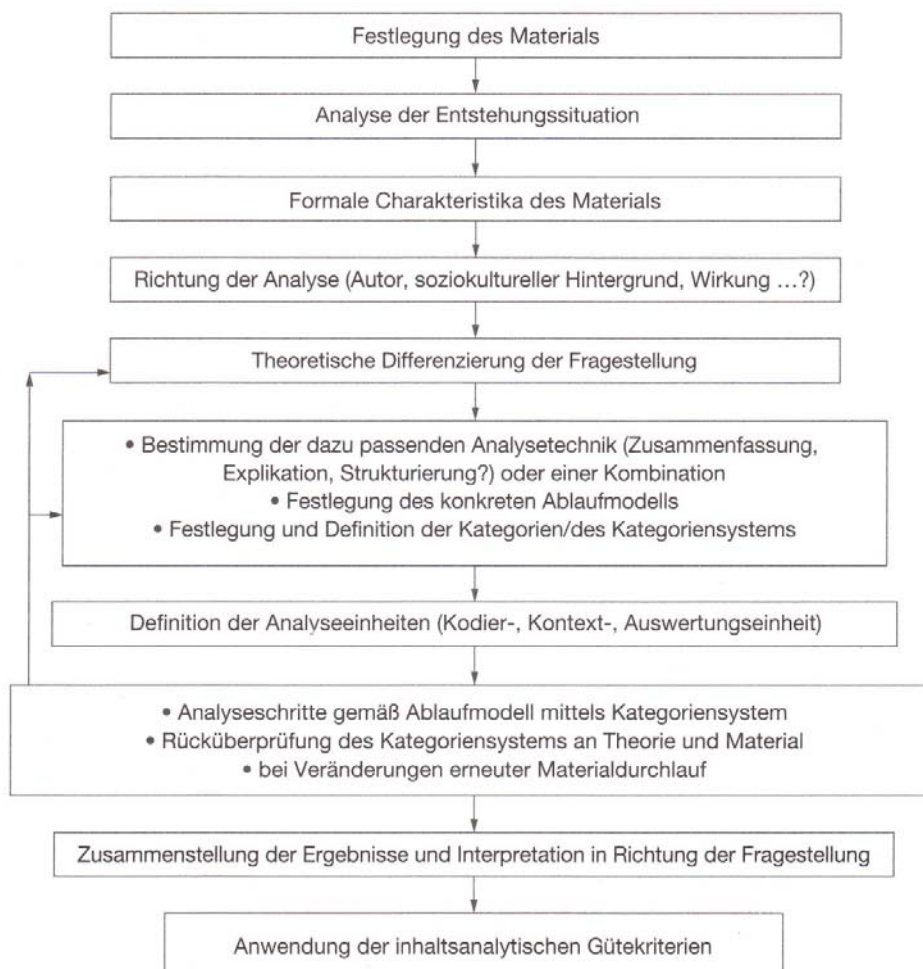 Festlegung des Materials
Analyse der Entstehungssituation
Formale Charakteristika des Materials
Richtung der Analyse (Autor, soziokultureller Hintergrund, Wirkung …?)
Theoretische Differenzierung der Fragestellung
• Bestimmung der dazu passenden Analysetechnik (Zusammenfassung,
Explikation, Strukturierung?) oder einer Kombination
• Festlegung des konkreten Ablaufmodells
• Festlegung und Definition der Kategorien/des Kategoriensystems
Definition der Analyseeinheiten (Kodier-, Kontext-, Auswertungseinheit)
• Analyseschritte gemäß Ablaufmodell mittels Kategoriensystem
• Rücküberprüfung des Kategoriensystems an Theorie und Material
• bei Veränderungen erneuter Materialdurchlauf
Zusammenstellung der Ergebnisse und Interpretation in Richtung der Fragestellung
Anwendung der inhaltsanalytischen Gütekriterien